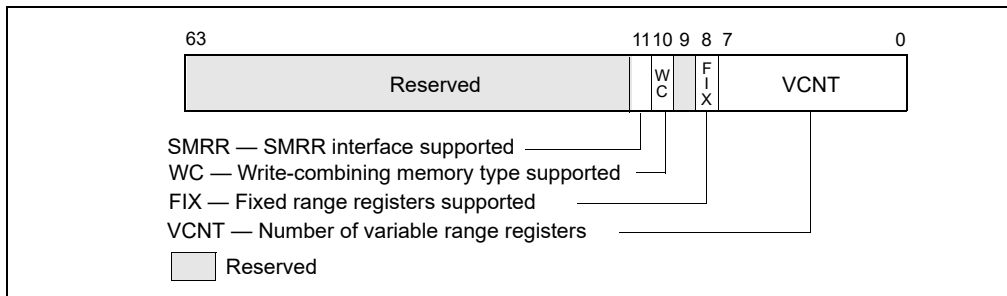 63 11 10 9 8 7 0
Reserved W C F I X VCNT
SMRR — SMRR interface supported
WC — Write-combining memory type supported
FIX — Fixed range registers supported
VCNT — Number of variable range registers
Reserved